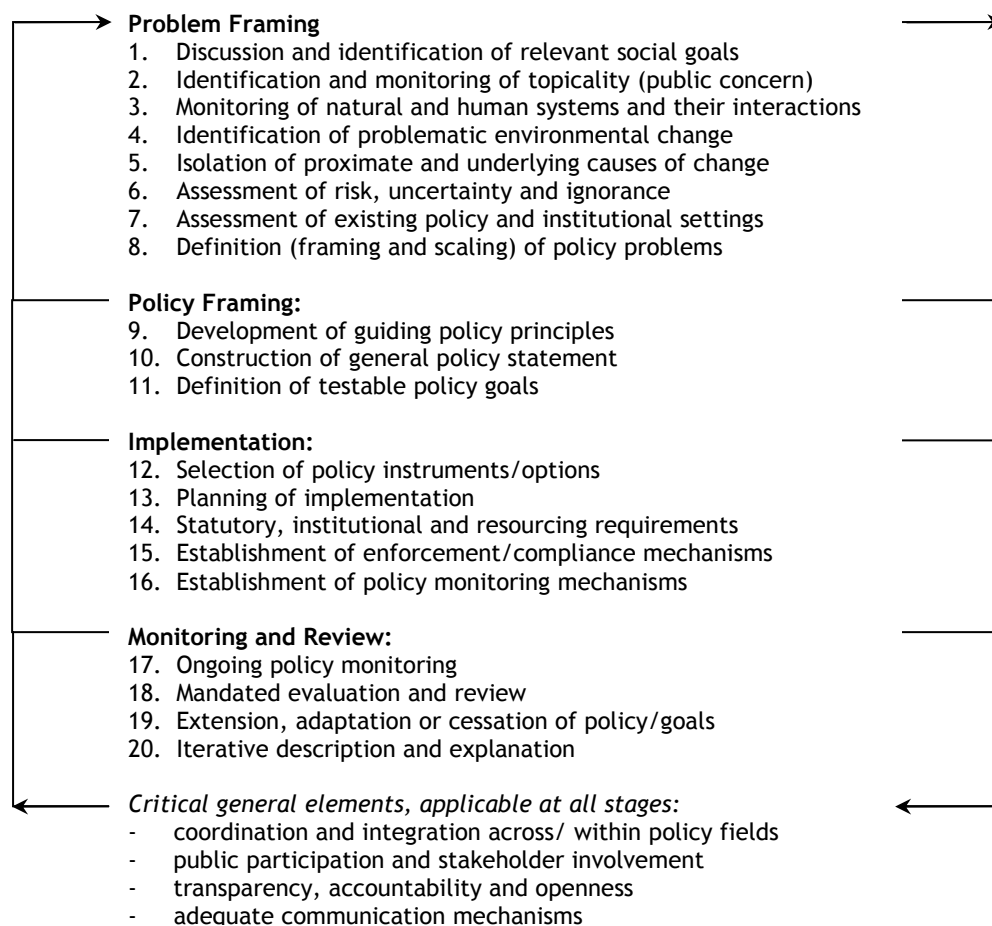 Problem Framing
1. Discussion and identification of relevant social goals
2. Identification and monitoring of topicality (public concern)
3. Monitoring of natural and human systems and their interactions
4. Identification of problematic environmental change
5. Isolation of proximate and underlying causes of change
6. Assessment of risk, uncertainty and ignorance
7. Assessment of existing policy and institutional settings
8. Definition (framing and scaling) of policy problems
Policy Framing:
9. Development of guiding policy principles
10. Construction of general policy statement
11. Definition of testable policy goals
Implementation:
12. Selection of policy instruments/options
13. Planning of implementation
14. Statutory, institutional and resourcing requirements
15. Establishment of enforcement/compliance mechanisms
16. Establishment of policy monitoring mechanisms
Monitoring and Review:
17. Ongoing policy monitoring
18. Mandated evaluation and review
19. Extension, adaptation or cessation of policy/goals
20. Iterative description and explanation
Critical general elements, applicable at all stages:
- coordination and integration across/ within policy fields
- public participation and stakeholder involvement
- transparency, accountability and openness
- adequate communication mechanisms